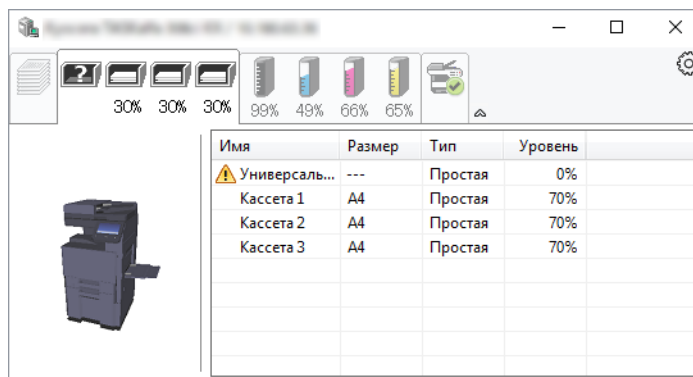 ?
30% 30% 30% 99% 49% 66% 65%
Имя Размер Тип Уровень
Универсаль... --- Простая 0%
Кассета 1 A4 Простая 70%
Кассета 2 A4 Простая 70%
Кассета 3 A4 Простая 70%